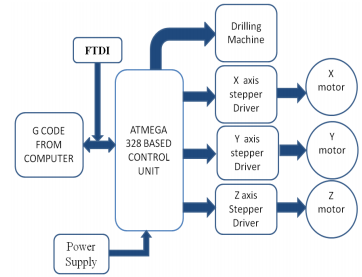 FTDI
Drilling
Machine
G CODE
FROM
COMPUTER
ATMEGA
328 BASED
CONTROL
UNIT
X axis
stepper
Driver
X
motor
Y axis
stepper
Driver
Y
motor
Z axis
Stepper
Driver
Z
motor
Power
Supply